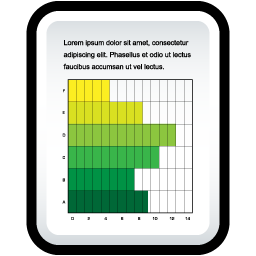 Lorem ipsum dolor sit amet, consectetur
adipiscing elit. Phasellus et odio ut lectus
faucibus accumsan ut vel lectus.
F
E
D
C
B
A
0 2 4 6 8 10 12 14